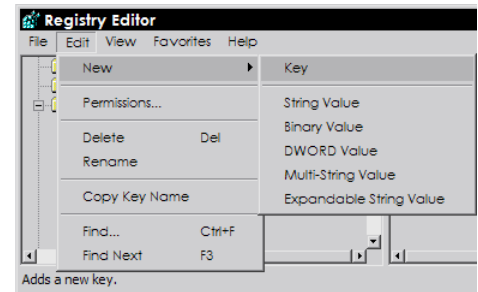 Registry Editor
File Edit View Favorites Help
New Key
Permissions... String Value
Binary Value
Delete Del DWORD Value
Rename Multi-String Value
Copy Key Name Expandable String Value
Find... Ctrl+F
Find Next F3
Adds a new key.